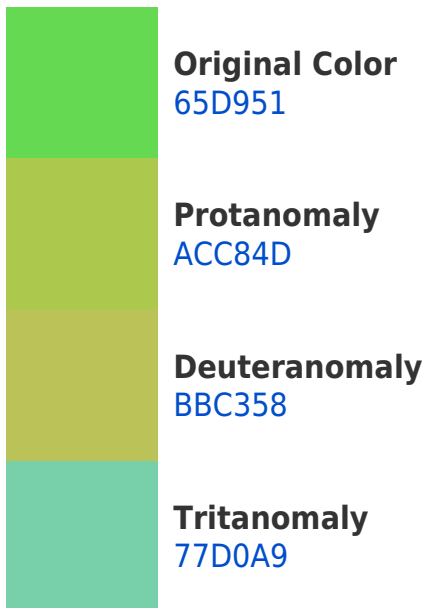 Original Color
65D951
Protanomaly
ACC84D
Deuteranomaly
BBC358
Tritanomaly
77D0A9